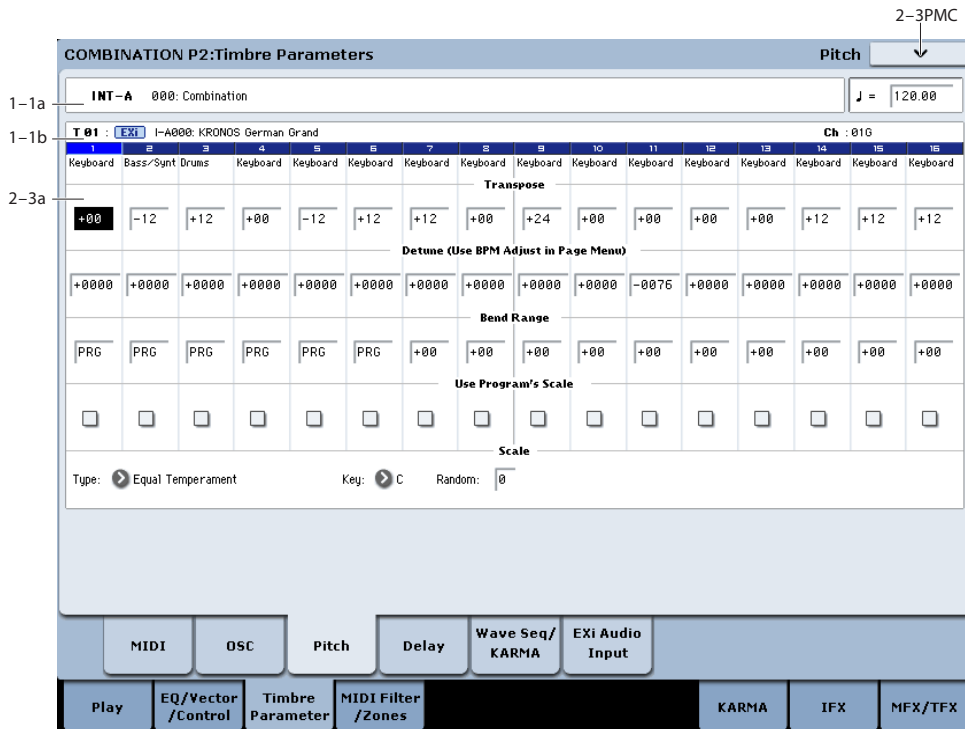 2–3PMC
COMBINATION P2:Timbre Parameters Pitch
1–1a
INT-A 000: Combination ♩ = 120.00
1–1b
T 01 : EXi I-A000: KRONOS German Grand Ch : 01G
1 2 3 4 5 6 7 8 9 10 11 12 13 14 15 16
Keyboard Bass/Synt Drums Keyboard Keyboard Keyboard Keyboard Keyboard Keyboard Keyboard Keyboard Keyboard Keyboard Keyboard Keyboard Keyboard
2–3a
Transpose
+00 -12 +12 +00 -12 +12 +12 +00 +24 +00 +00 +00 +00 +12 +12 +12
Detune (Use BPM Adjust in Page Menu)
+0000 +0000 +0000 +0000 +0000 +0000 +0000 +0000 +0000 +0000 -0076 +0000 +0000 +0000 +0000 +0000
Bend Range
PRG PRG PRG PRG PRG PRG +00 +00 +00 +00 +00 +00 +00 +00 +00 +00
Use Program's Scale
Scale
Type: Equal Temperament Key: C Random: 0
MIDI OSC Pitch Delay Wave Seq/ EXi Audio
KARMA Input
Play EQ/Vector Timbre MIDI Filter KARMA IFX MFX/TFX
/Control Parameter /Zones